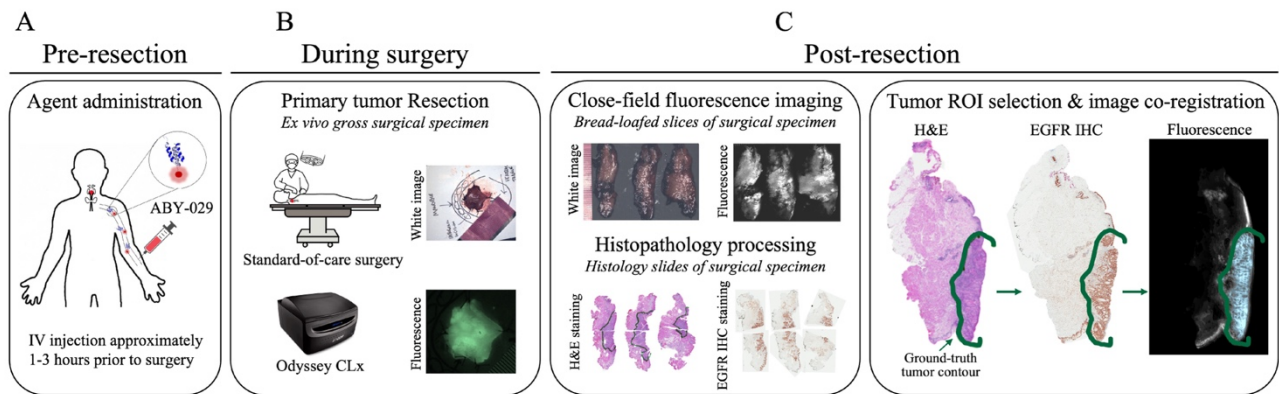 A
Pre-resection
Agent administration
ABY-029
IV injection approximately
1-3 hours prior to surgery
B
During surgery
Primary tumor Resection
Ex vivo gross surgical specimen
White image
Standard-of-care surgery
Odyssey CLx
Fluorescence
C
Post-resection
Close-field fluorescence imaging
Bread-loafed slices of surgical specimen
White image
Fluorescence
Histopathology processing
Histology slides of surgical specimen
H&E staining
EGFR IHC staining
Tumor ROI selection & image co-registration
H&E
EGFR IHC
Fluorescence
Ground-truth
tumor contour